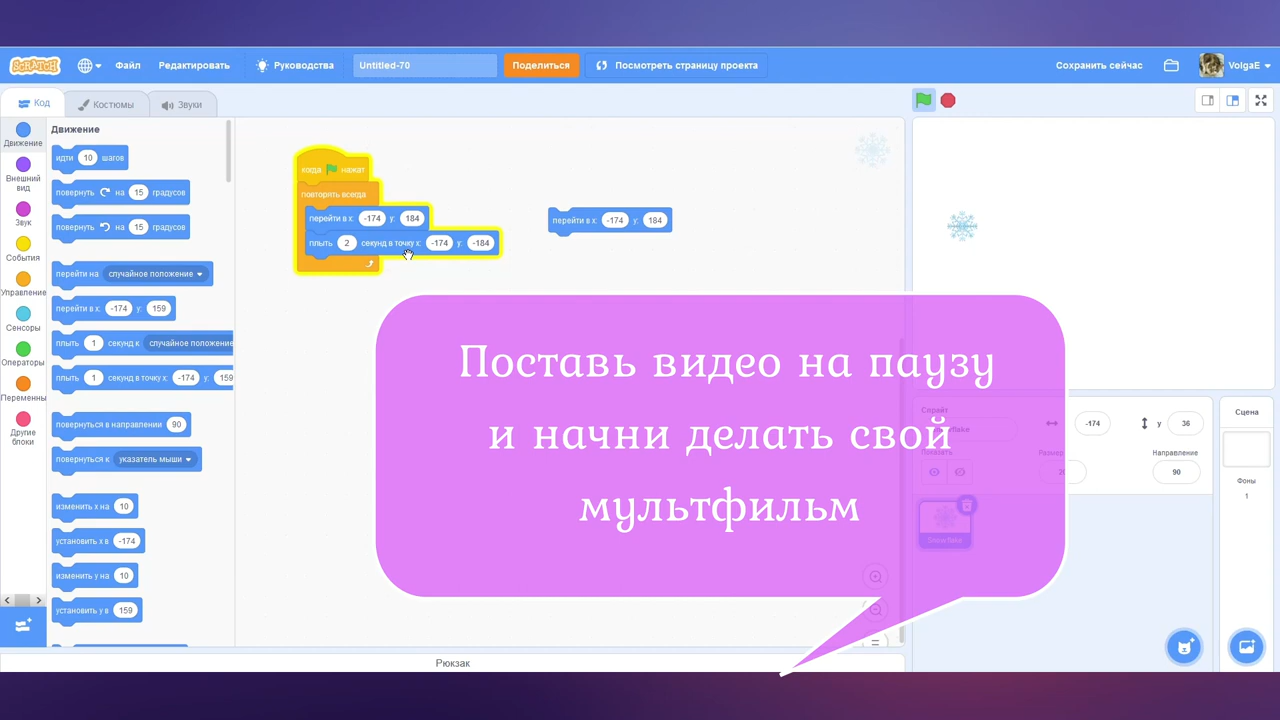 SCRATCH
Файл
Редактировать
Руководства
Untitled-70
Поделиться
Посмотреть страницу проекта
Сохранить сейчас
VolgaE
Код
Костюмы
Звуки
Движение
Внешний вид
Звук
События
Управление
Сенсоры
Операторы
Переменны
Другие блоки
Движение
идти 10 шагов
повернуть на 15 градусов
повернуть на 15 градусов
перейти на случайное положение
перейти в x: -174 y: 159
плыть 1 секунд к случайное положение
плыть 1 секунд в точку x: -174 y: 159
повернуться в направлении 90
повернуться к указатель мыши
изменить x на 10
установить x в -174
изменить y на 10
установить y в 159
когда нажат
повторять всегда
перейти в x: -174 y: 184
плыть 2 секунд в точку x: -174 y: -184
перейти в x: -174 y: 184
Поставь видео на паузу
и начни делать свой
мультфильм
Спрайт
-174
y 36
Показать
Направление
90
Snowflake
Сцена
Фоны
1
Рюкзак